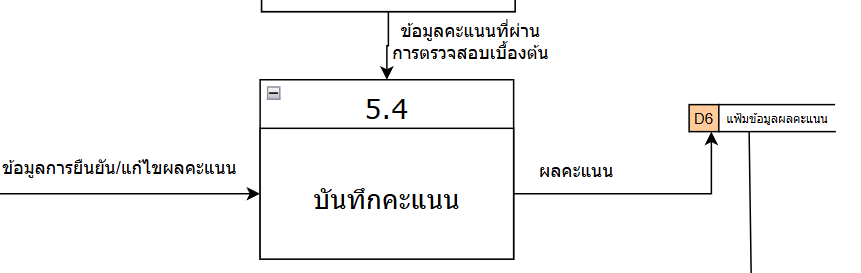 ข้อมูลคะแนนที่ผ่าน
การตรวจสอบเบื้องต้น
5.4
D6 แฟ้มข้อมูลผลคะแนน
ข้อมูลการยืนยัน/แก้ไขผลคะแนน
ผลคะแนน
บันทึกคะแนน